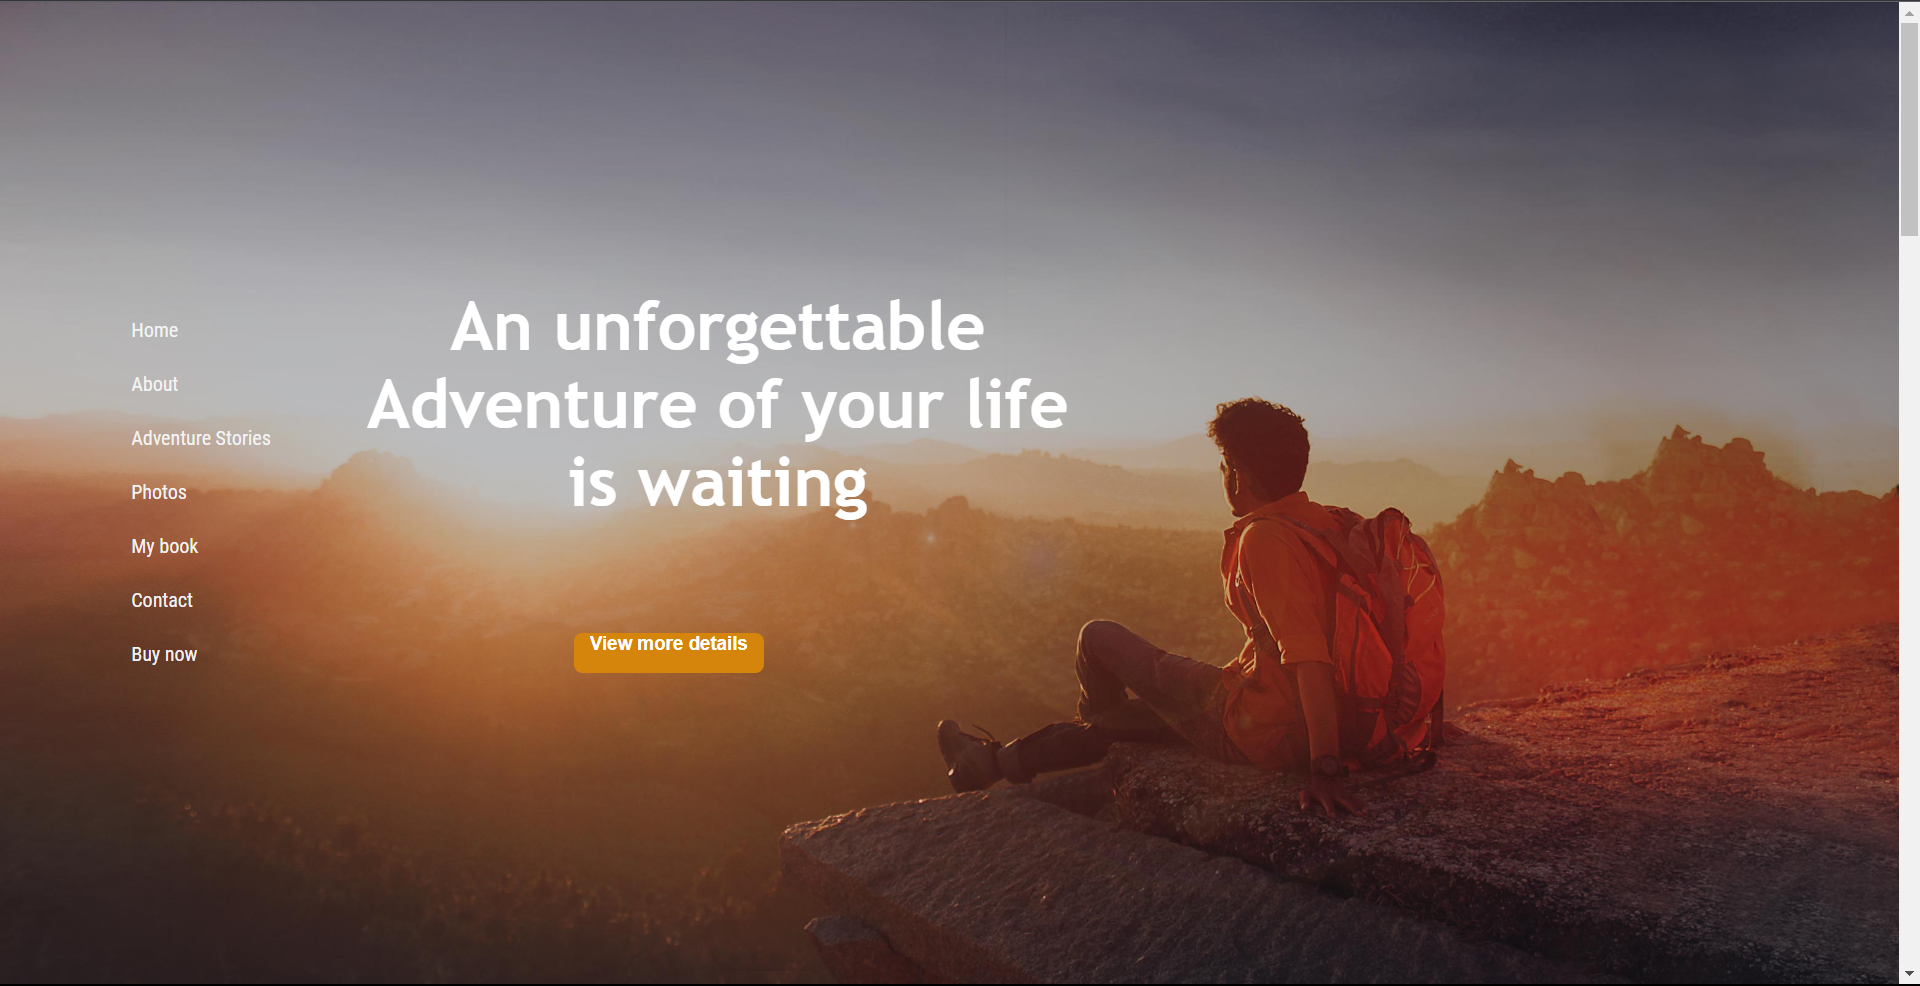 Home
About
Adventure Stories
Photos
My book
Contact
Buy now
An unforgettable
Adventure of your life
is waiting
View more details